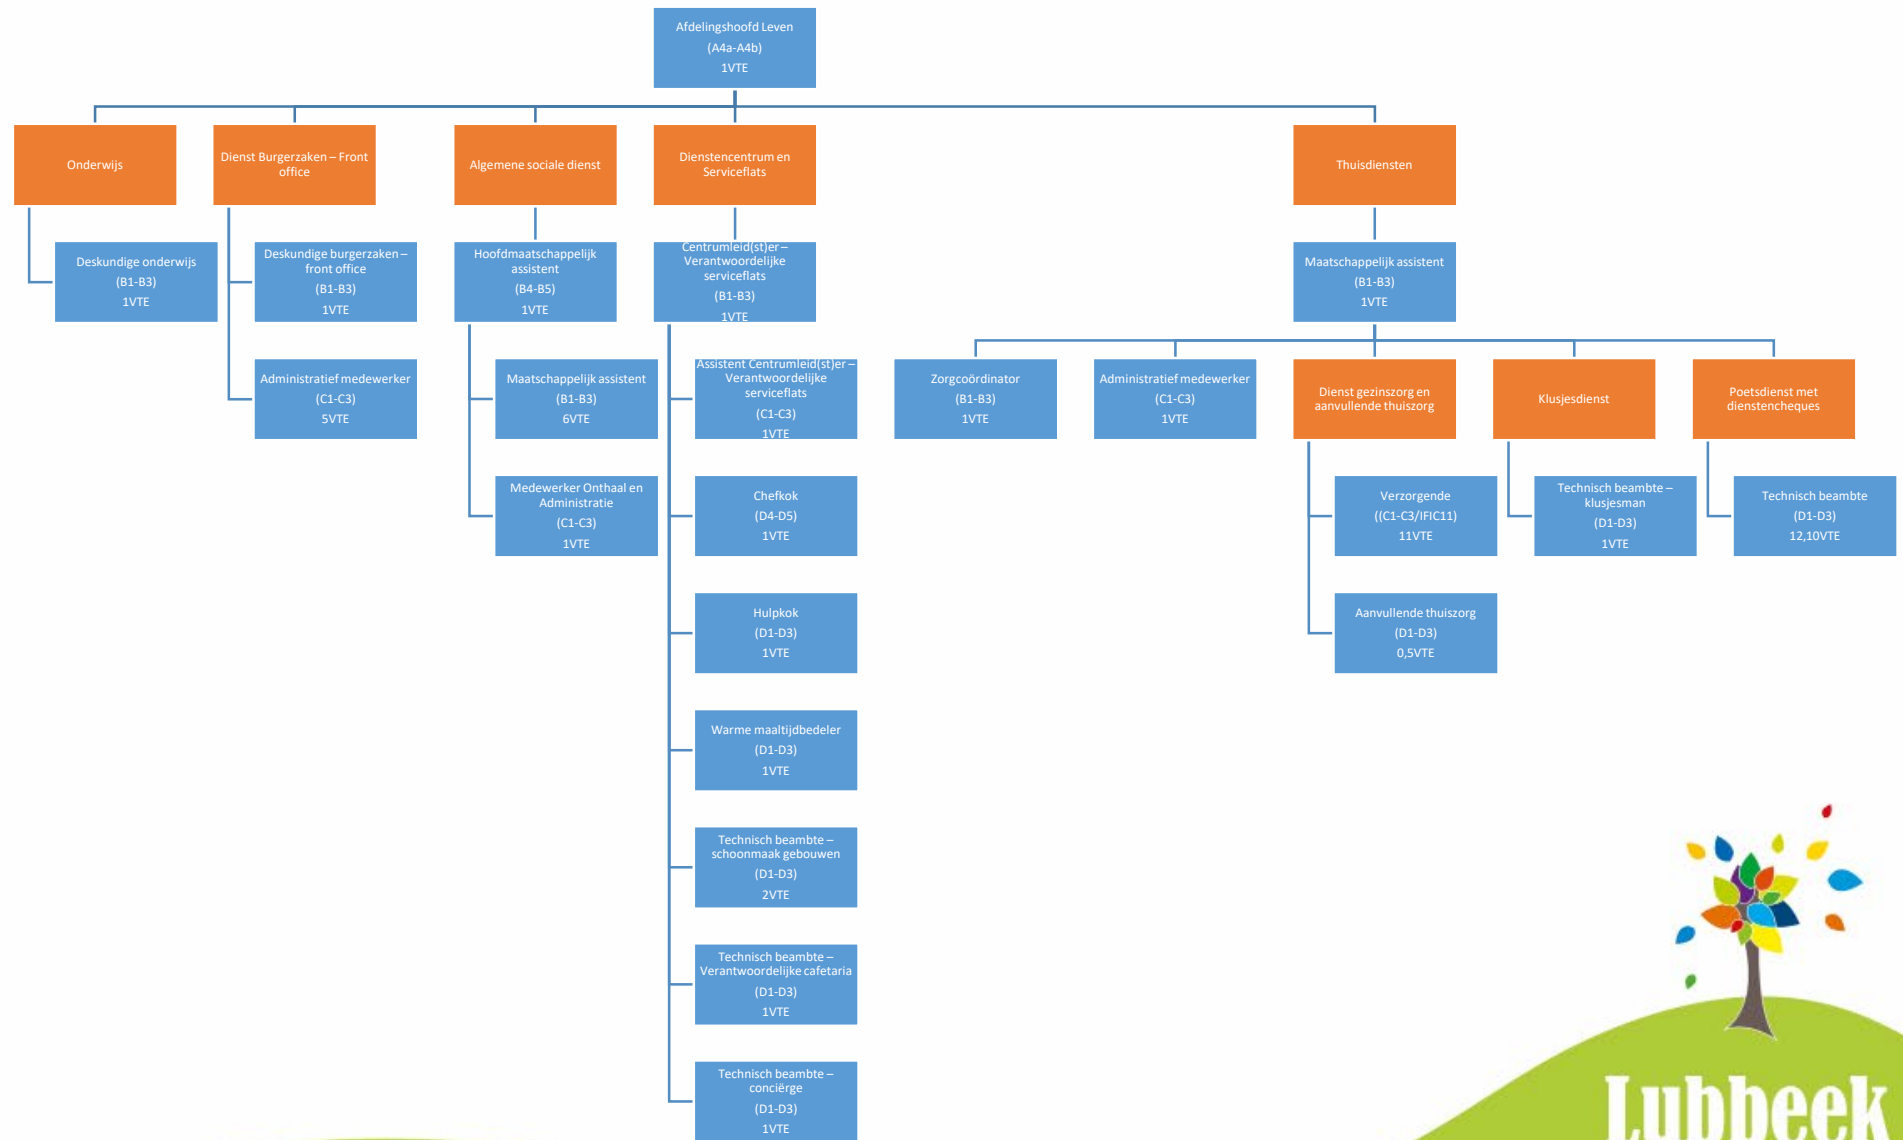 Afdelingshoofd Leven
(A4a-A4b)
1VTE
Onderwijs
Dienst Burgerzaken – Front
office
Algemene sociale dienst
Dienstencentrum en
Serviceflats
Thuisdiensten
Deskundige onderwijs
(B1-B3)
1VTE
Deskundige burgerzaken –
front office
(B1-B3)
1VTE
Hoofdmaatschappelijk
assistent
(B4-B5)
1VTE
Centrumleid(st)er –
Verantwoordelijke
serviceflats
(B1-B3)
1VTE
Maatschappelijk assistent
(B1-B3)
1VTE
Administratief medewerker
(C1-C3)
5VTE
Maatschappelijk assistent
(B1-B3)
6VTE
Assistent Centrumleid(st)er –
Verantwoordelijke
serviceflats
(C1-C3)
1VTE
Zorgcoördinator
(B1-B3)
1VTE
Administratief medewerker
(C1-C3)
1VTE
Dienst gezinszorg en
aanvullende thuiszorg
Klusjesdienst
Poetsdienst met
dienstencheques
Medewerker Onthaal en
Administratie
(C1-C3)
1VTE
Chefkok
(D4-D5)
1VTE
Verzorgende
((C1-C3/IFIC11)
11VTE
Technisch beambte –
klusjesman
(D1-D3)
1VTE
Technisch beambte
(D1-D3)
12,10VTE
Hulpkok
(D1-D3)
1VTE
Aanvullende thuiszorg
(D1-D3)
0,5VTE
Warme maaltijdbedeler
(D1-D3)
1VTE
Technisch beambte –
schoonmaak gebouwen
(D1-D3)
2VTE
Technisch beambte –
Verantwoordelijke cafetaria
(D1-D3)
1VTE
Technisch beambte –
conciërge
(D1-D3)
1VTE
Lubbeek